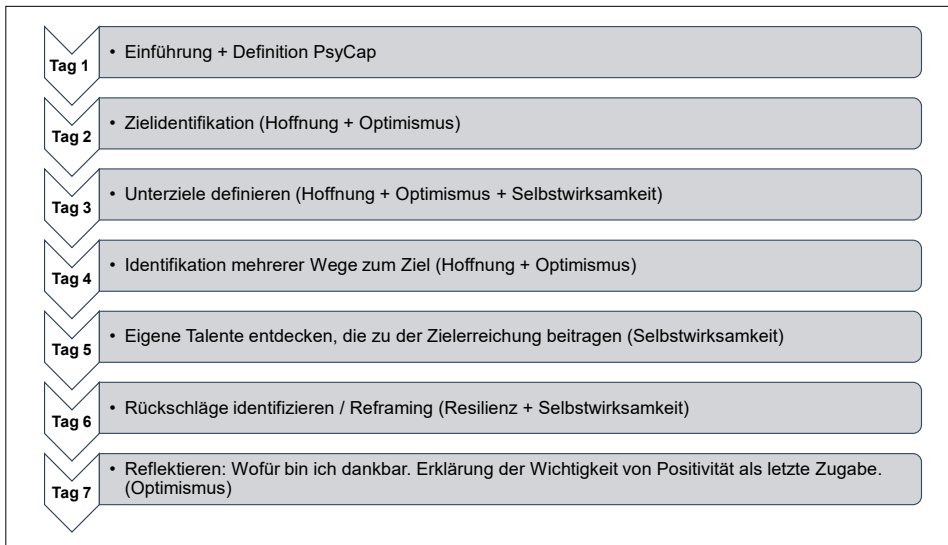 Tag 1
• Einführung + Definition PsyCap
Tag 2
• Zielidentifikation (Hoffnung + Optimismus)
Tag 3
• Unterziele definieren (Hoffnung + Optimismus + Selbstwirksamkeit)
Tag 4
• Identifikation mehrerer Wege zum Ziel (Hoffnung + Optimismus)
Tag 5
• Eigene Talente entdecken, die zu der Zielerreichung beitragen (Selbstwirksamkeit)
Tag 6
• Rückschläge identifizieren / Reframing (Resilienz + Selbstwirksamkeit)
Tag 7
• Reflektieren: Wofür bin ich dankbar. Erklärung der Wichtigkeit von Positivität als letzte Zugabe.
(Optimismus)